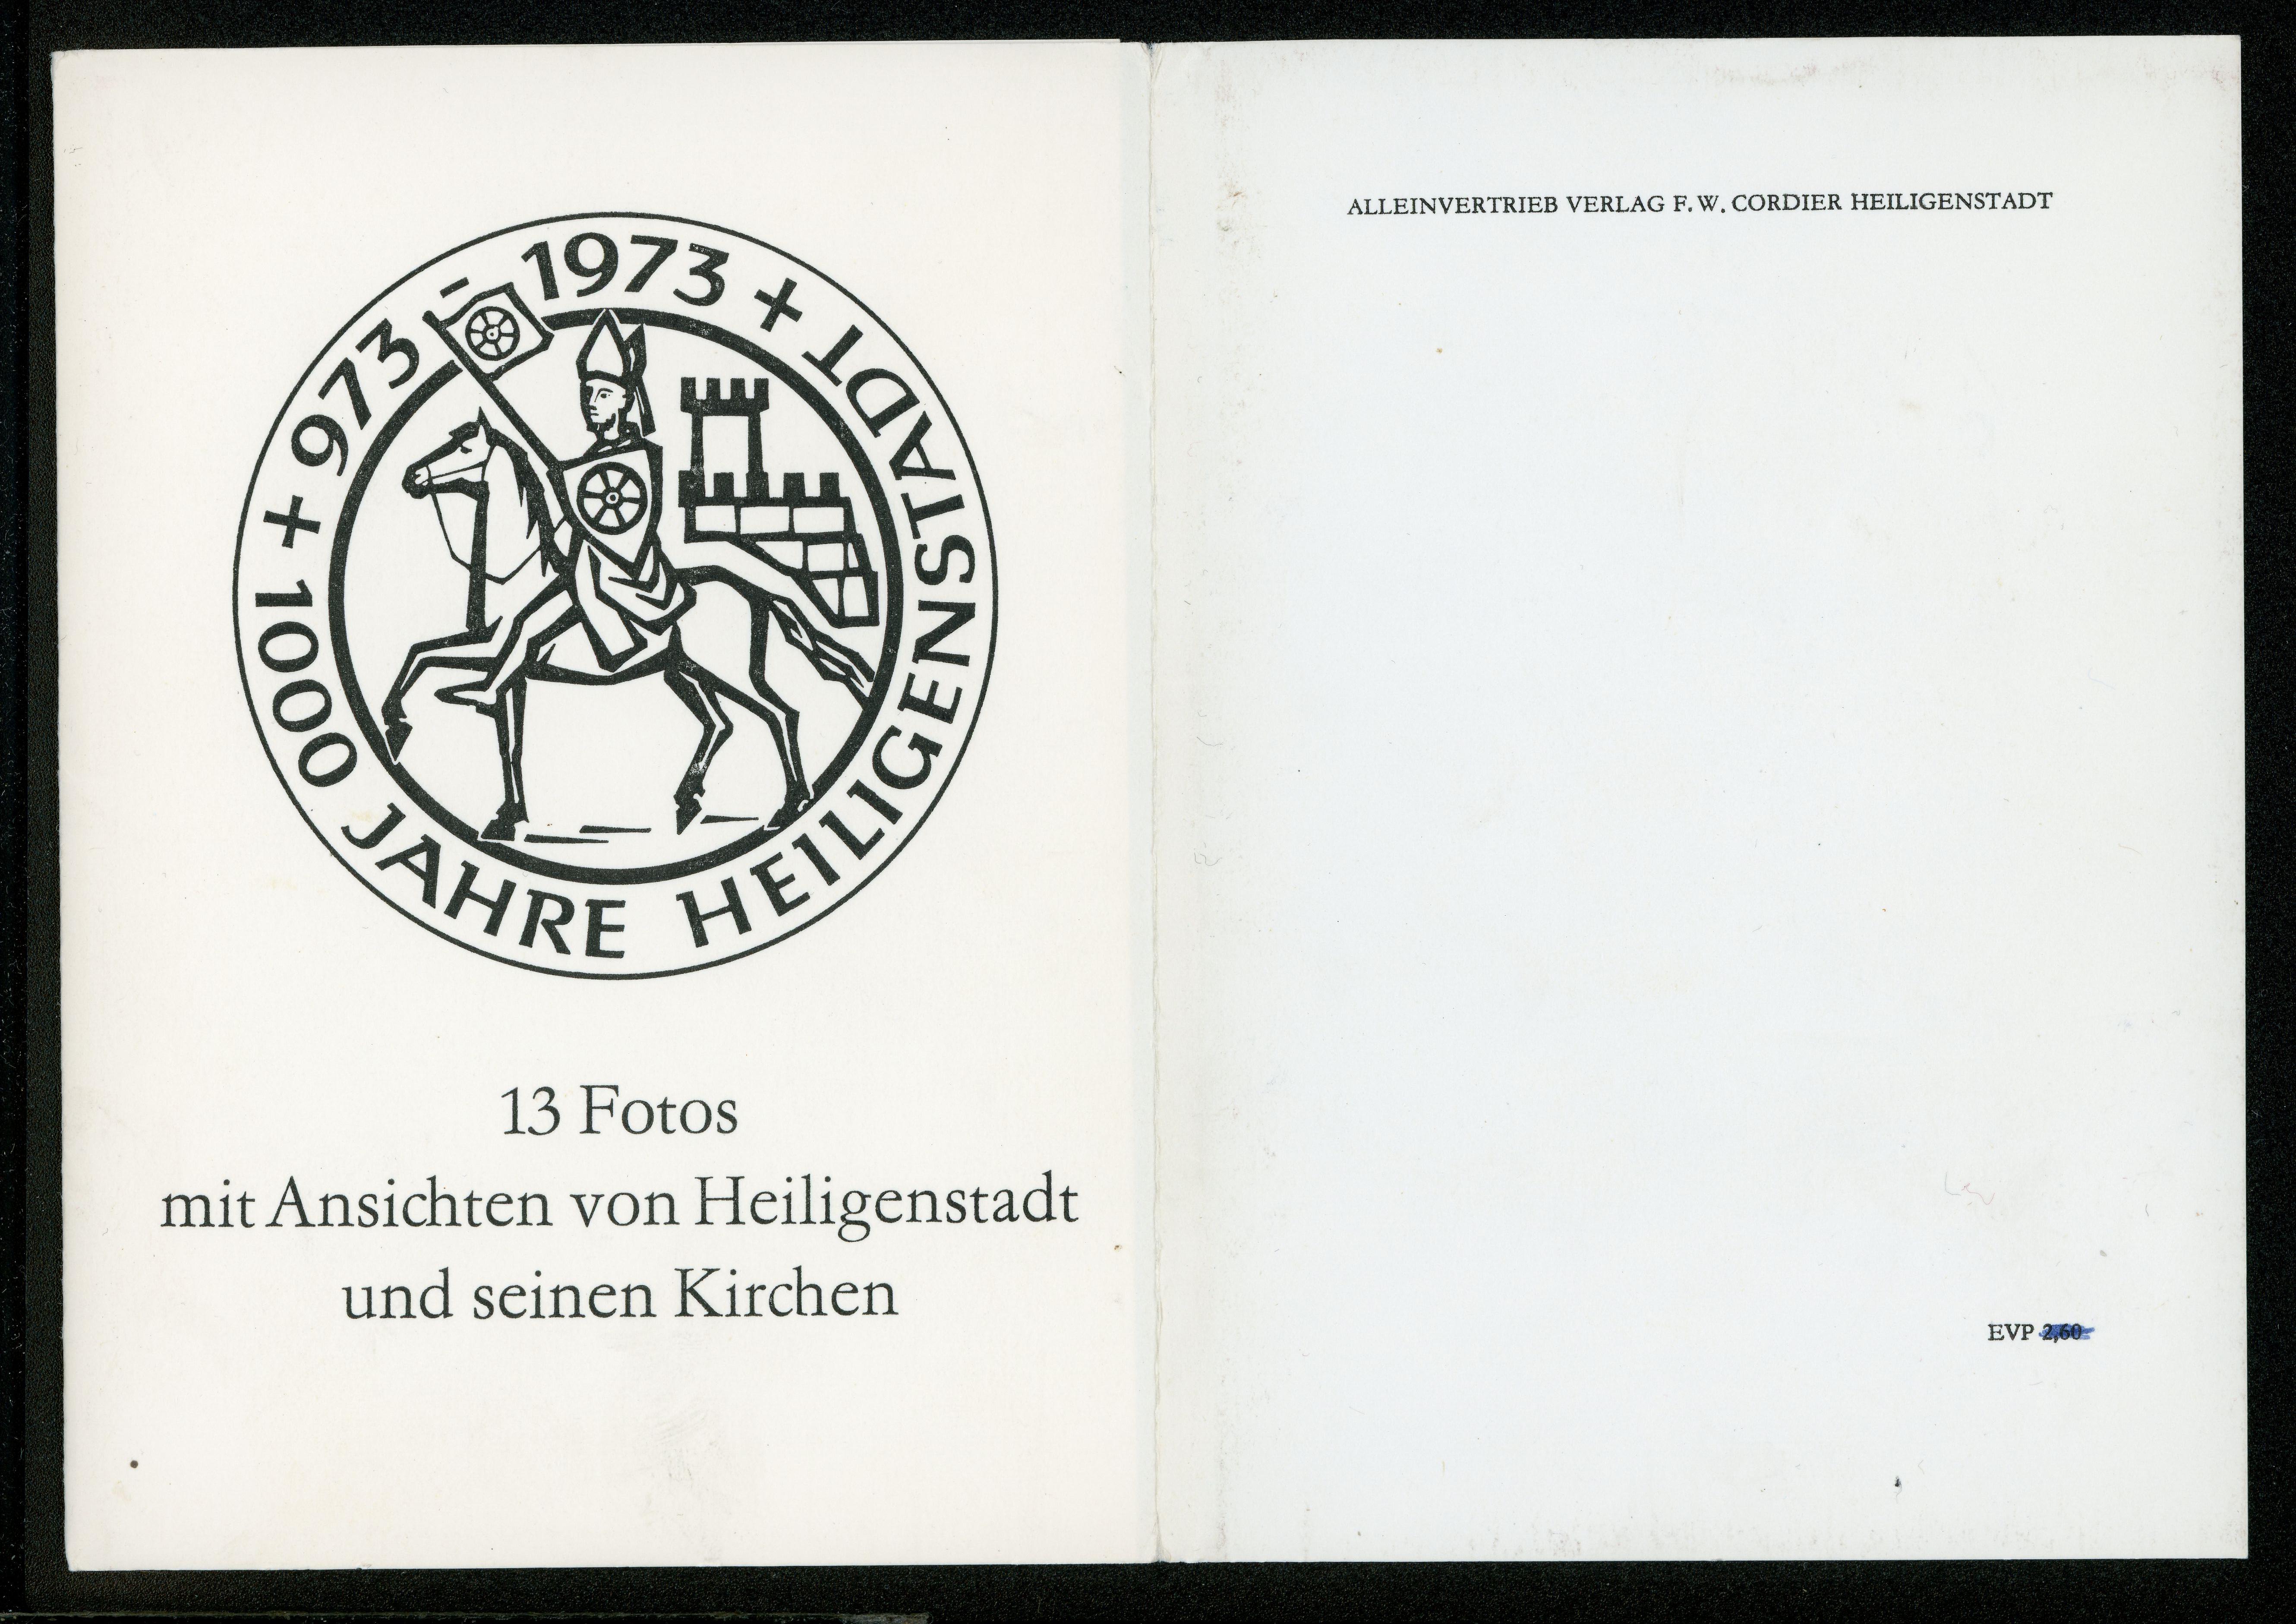 973 – 1973 + 1000 JAHRE HEILIGENSTADT +
13 Fotos
mit Ansichten von Heiligenstadt
und seinen Kirchen
ALLEINVERTRIEB VERLAG F. W. CORDIER HEILIGENSTADT
EVP 2,60